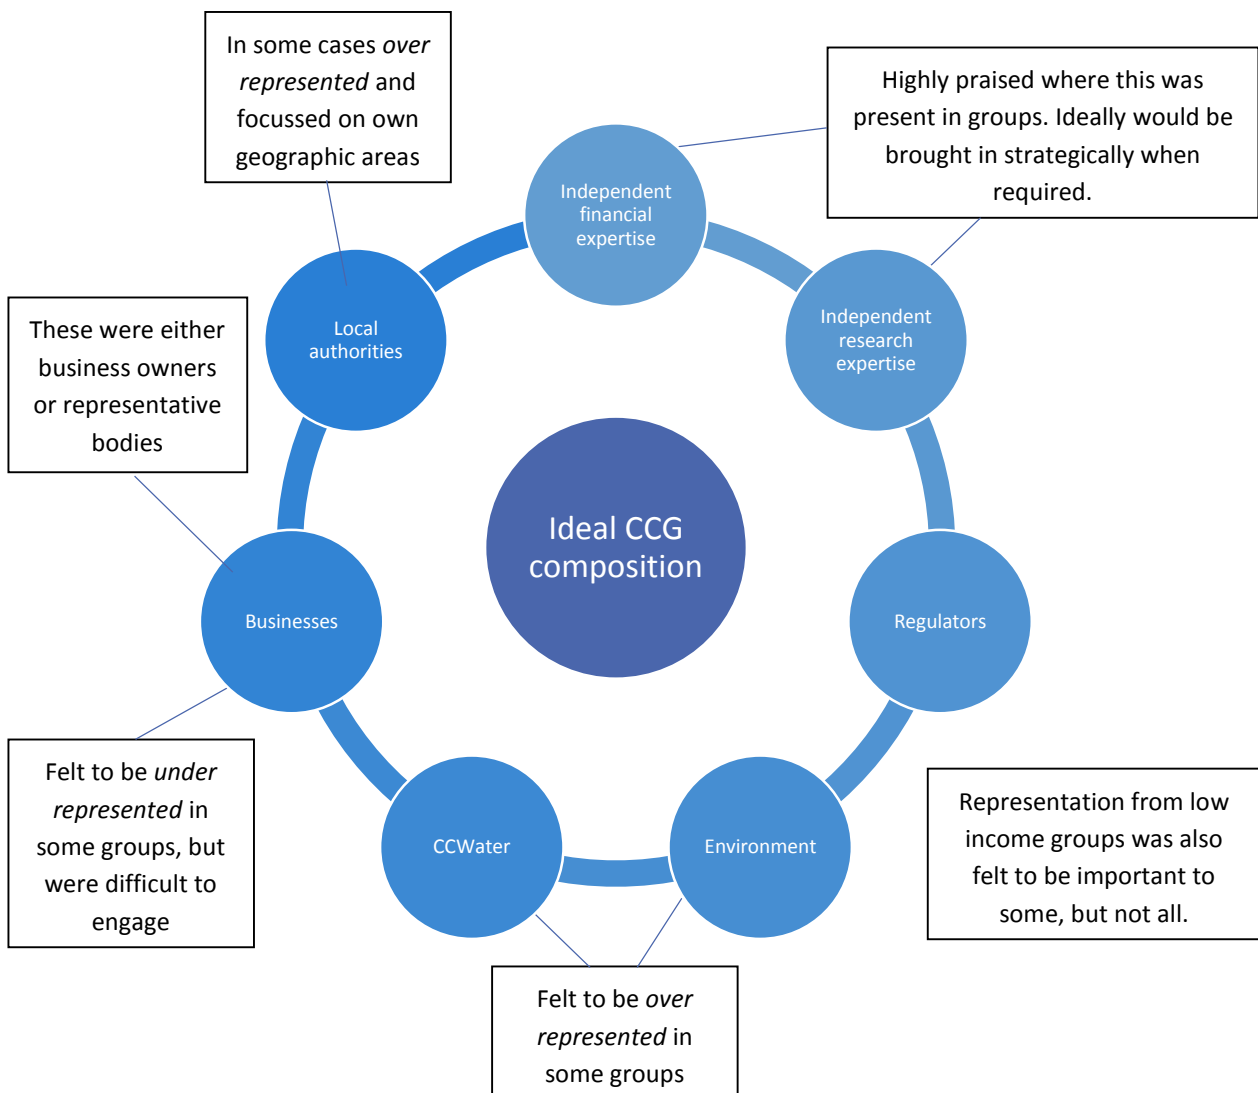 In some cases over
represented and
focussed on own
geographic areas
Highly praised where this was
present in groups. Ideally would be
brought in strategically when
required.
Independent
financial
expertise
Independent
research
expertise
Local
authorities
These were either
business owners
or representative
bodies
Ideal CCG
composition
Businesses
Regulators
Felt to be under
represented in
some groups, but
were difficult to
engage
CCWater
Environment
Representation from low
income groups was also
felt to be important to
some, but not all.
Felt to be over
represented in
some groups